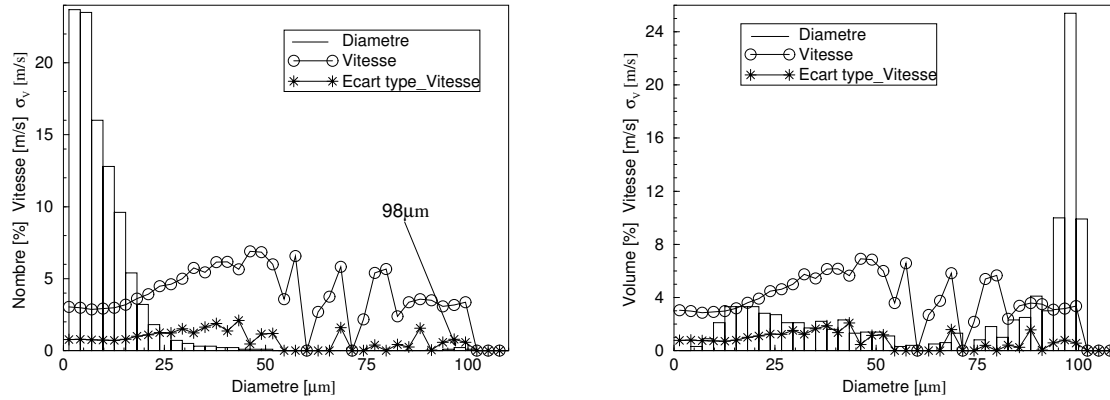 Nombre [%] Vitesse [m/s] σv [m/s]
20
15
10
5
0
Diametre
Vitesse
Ecart type_Vitesse
98µm
0 25 50 75 100
Diametre [µm]
Volume [%] Vitesse [m/s] σv [m/s]
24
20
16
12
8
4
0
Diametre
Vitesse
Ecart type_Vitesse
0 25 50 75 100
Diametre [µm]